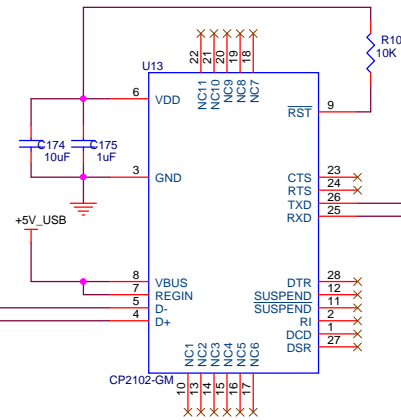 R10
10K
U13
22
21
20
19
18
NC11
NC10
NC9
NC8
NC7
6
VDD
RST
9
C174
10uF
C175
1uF
3
GND
CTS
23
RTS
24
TXD
26
RXD
25
+5V_USB
8
VBUS
7
REGIN
5
D-
4
D+
DTR
28
SUSPEND
12
SUSPEND
11
RI
2
DCD
1
DSR
27
NC1
NC2
NC3
NC4
NC5
NC6
CP2102-GM
10
13
14
15
16
17